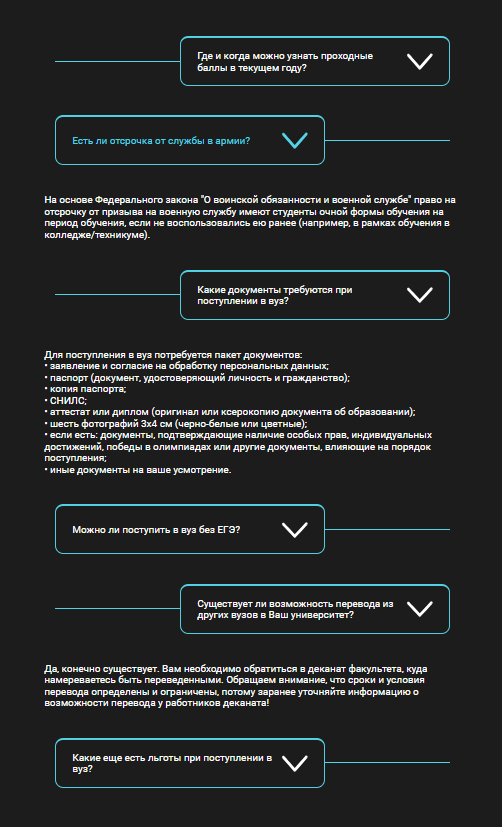 Где и когда можно узнать проходные
баллы в текущем году?
Есть ли отсрочка от службы в армии?
На основе Федерального закона "О воинской обязанности и военной службе" право на
отсрочку от призыва на военную службу имеют студенты очной формы обучения на
период обучения, если не воспользовались ею ранее (например, в рамках обучения в
колледже/техникуме).
Какие документы требуются при
поступлении в вуз?
Для поступления в вуз потребуется пакет документов:
• заявление и согласие на обработку персональных данных;
• паспорт (документ, удостоверяющий личность и гражданство);
• копия паспорта;
• СНИЛС;
• аттестат или диплом (оригинал или ксерокопию документа об образовании);
• шесть фотографий 3х4 см (черно-белые или цветные);
• если есть: документы, подтверждающие наличие особых прав, индивидуальных
достижений, победы в олимпиадах или другие документы, влияющие на порядок
поступления;
• иные документы на ваше усмотрение.
Можно ли поступить в вуз без ЕГЭ?
Существует ли возможность перевода из
других вузов в Ваш университет?
Да, конечно существует. Вам необходимо обратиться в деканат факультета, куда
намереваетесь быть переведенными. Обращаем внимание, что сроки и условия
перевода определены и ограничены, потому заранее уточняйте информацию о
возможности перевода у работников деканата!
Какие еще есть льготы при поступлении в
вуз?